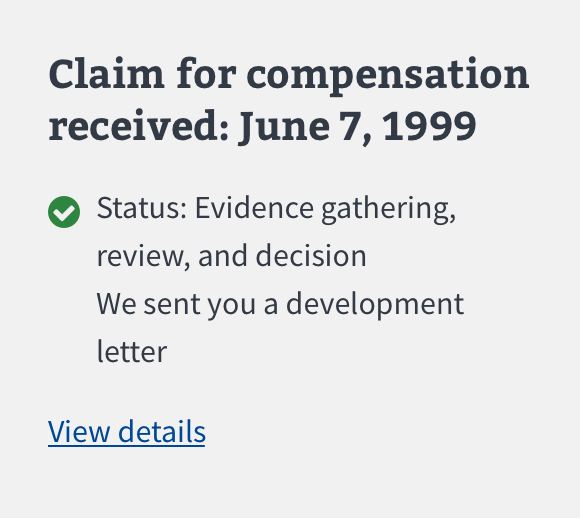 Claim for compensation
received: June 7, 1999
Status: Evidence gathering,
review, and decision
We sent you a development
letter
View details